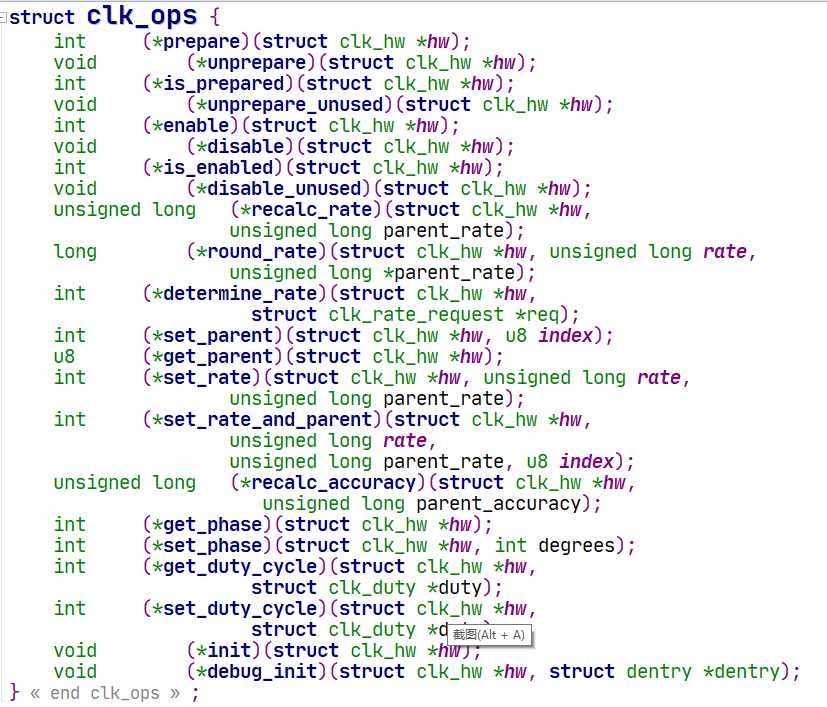 struct clk_ops {
int (*prepare)(struct clk_hw *hw);
void (*unprepare)(struct clk_hw *hw);
int (*is_prepared)(struct clk_hw *hw);
void (*unprepare_unused)(struct clk_hw *hw);
int (*enable)(struct clk_hw *hw);
void (*disable)(struct clk_hw *hw);
int (*is_enabled)(struct clk_hw *hw);
void (*disable_unused)(struct clk_hw *hw);
unsigned long (*recalc_rate)(struct clk_hw *hw,
unsigned long parent_rate);
long (*round_rate)(struct clk_hw *hw, unsigned long rate,
unsigned long *parent_rate);
int (*determine_rate)(struct clk_hw *hw,
struct clk_rate_request *req);
int (*set_parent)(struct clk_hw *hw, u8 index);
u8 (*get_parent)(struct clk_hw *hw);
int (*set_rate)(struct clk_hw *hw, unsigned long rate,
unsigned long parent_rate);
int (*set_rate_and_parent)(struct clk_hw *hw,
unsigned long rate,
unsigned long parent_rate, u8 index);
unsigned long (*recalc_accuracy)(struct clk_hw *hw,
unsigned long parent_accuracy);
int (*get_phase)(struct clk_hw *hw);
int (*set_phase)(struct clk_hw *hw, int degrees);
int (*get_duty_cycle)(struct clk_hw *hw,
struct clk_duty *duty);
int (*set_duty_cycle)(struct clk_hw *hw,
struct clk_duty
截图(Alt + A)
void (*init)(struct clk_hw *hw);
void (*debug_init)(struct clk_hw *hw, struct dentry *dentry);
} « end clk_ops » ;